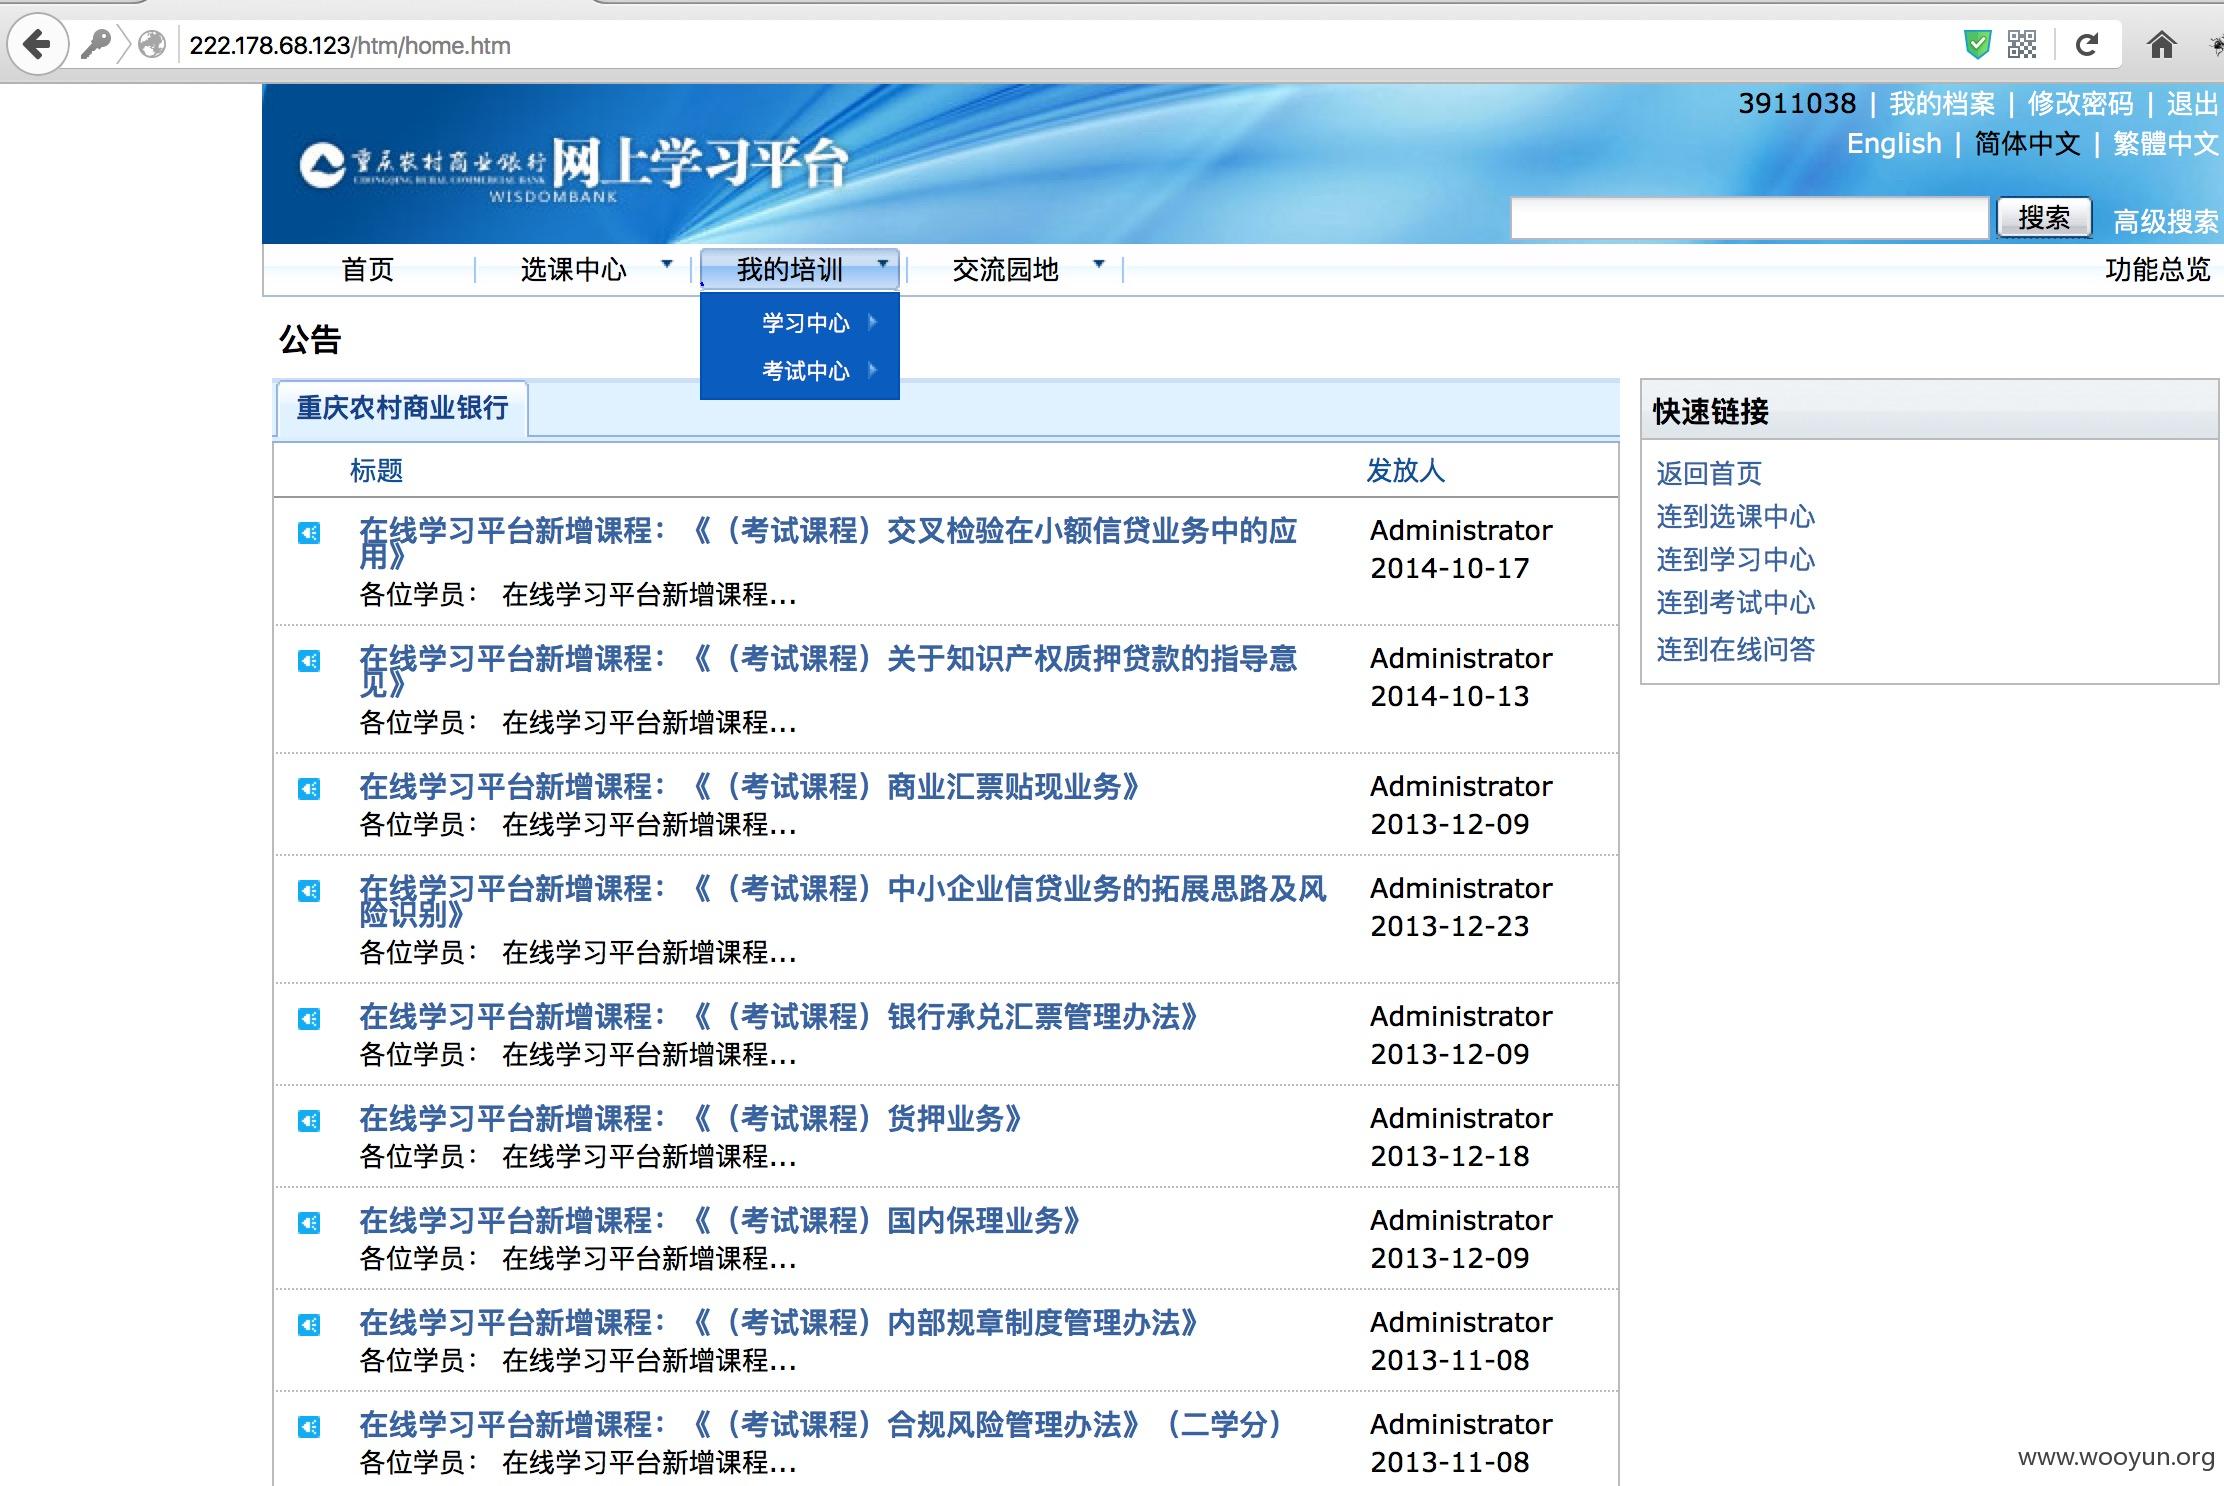 222.178.68.123/htm/home.htm
3911038 | 我的档案 | 修改密码 | 退出
English | 简体中文 | 繁體中文
重庆农村商业银行 网上学习平台
CHONGQING RURAL COMMERCIAL BANK
WISDOMBANK
搜索 高级搜索
首页 选课中心 我的培训 交流园地 功能总览
学习中心
考试中心
公告
重庆农村商业银行
标题 发放人
在线学习平台新增课程：《（考试课程）交叉检验在小额信贷业务中的应
用》
各位学员： 在线学习平台新增课程...
Administrator
2014-10-17
在线学习平台新增课程：《（考试课程）关于知识产权质押贷款的指导意
见》
各位学员： 在线学习平台新增课程...
Administrator
2014-10-13
在线学习平台新增课程：《（考试课程）商业汇票贴现业务》
各位学员： 在线学习平台新增课程...
Administrator
2013-12-09
在线学习平台新增课程：《（考试课程）中小企业信贷业务的拓展思路及风
险识别》
各位学员： 在线学习平台新增课程...
Administrator
2013-12-23
在线学习平台新增课程：《（考试课程）银行承兑汇票管理办法》
各位学员： 在线学习平台新增课程...
Administrator
2013-12-09
在线学习平台新增课程：《（考试课程）货押业务》
各位学员： 在线学习平台新增课程...
Administrator
2013-12-18
在线学习平台新增课程：《（考试课程）国内保理业务》
各位学员： 在线学习平台新增课程...
Administrator
2013-12-09
在线学习平台新增课程：《（考试课程）内部规章制度管理办法》
各位学员： 在线学习平台新增课程...
Administrator
2013-11-08
在线学习平台新增课程：《（考试课程）合规风险管理办法》（二学分）
各位学员： 在线学习平台新增课程...
Administrator
2013-11-08
快速链接
返回首页
连到选课中心
连到学习中心
连到考试中心
连到在线问答
www.wooyun.org